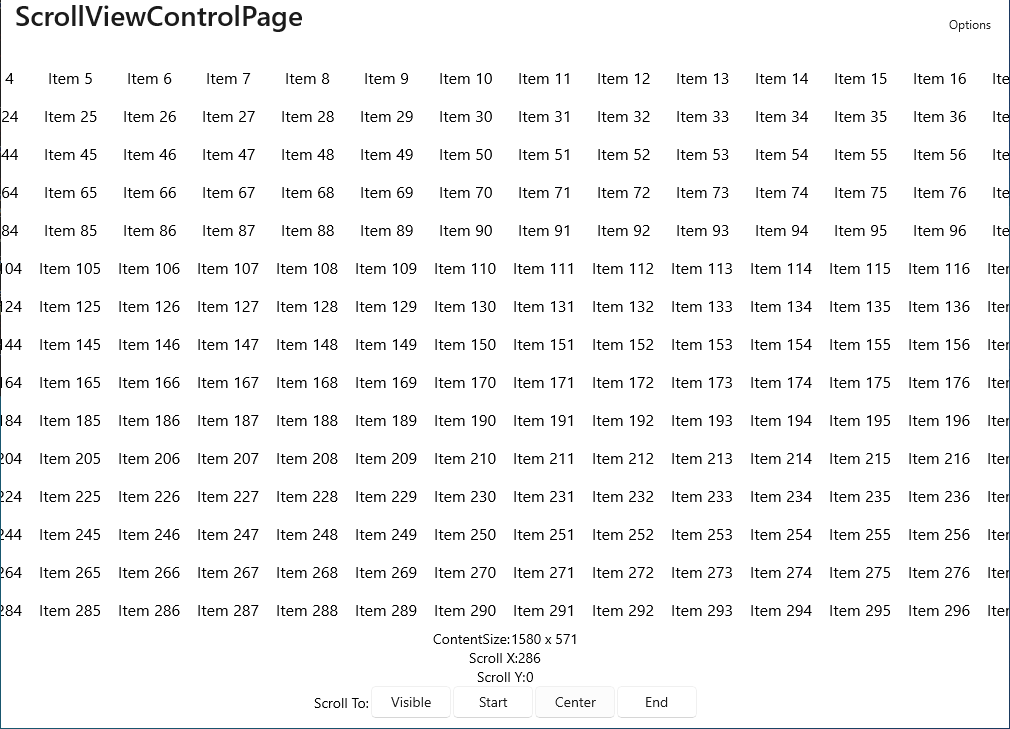 ScrollViewControlPage
Options
4 Item 5 Item 6 Item 7 Item 8 Item 9 Item 10 Item 11 Item 12 Item 13 Item 14 Item 15 Item 16 Ite
24 Item 25 Item 26 Item 27 Item 28 Item 29 Item 30 Item 31 Item 32 Item 33 Item 34 Item 35 Item 36 Ite
44 Item 45 Item 46 Item 47 Item 48 Item 49 Item 50 Item 51 Item 52 Item 53 Item 54 Item 55 Item 56 Ite
64 Item 65 Item 66 Item 67 Item 68 Item 69 Item 70 Item 71 Item 72 Item 73 Item 74 Item 75 Item 76 Ite
84 Item 85 Item 86 Item 87 Item 88 Item 89 Item 90 Item 91 Item 92 Item 93 Item 94 Item 95 Item 96 Ite
104 Item 105 Item 106 Item 107 Item 108 Item 109 Item 110 Item 111 Item 112 Item 113 Item 114 Item 115 Item 116 Iter
124 Item 125 Item 126 Item 127 Item 128 Item 129 Item 130 Item 131 Item 132 Item 133 Item 134 Item 135 Item 136 Iter
144 Item 145 Item 146 Item 147 Item 148 Item 149 Item 150 Item 151 Item 152 Item 153 Item 154 Item 155 Item 156 Iter
164 Item 165 Item 166 Item 167 Item 168 Item 169 Item 170 Item 171 Item 172 Item 173 Item 174 Item 175 Item 176 Iter
184 Item 185 Item 186 Item 187 Item 188 Item 189 Item 190 Item 191 Item 192 Item 193 Item 194 Item 195 Item 196 Iter
204 Item 205 Item 206 Item 207 Item 208 Item 209 Item 210 Item 211 Item 212 Item 213 Item 214 Item 215 Item 216 Iter
224 Item 225 Item 226 Item 227 Item 228 Item 229 Item 230 Item 231 Item 232 Item 233 Item 234 Item 235 Item 236 Iter
244 Item 245 Item 246 Item 247 Item 248 Item 249 Item 250 Item 251 Item 252 Item 253 Item 254 Item 255 Item 256 Iter
264 Item 265 Item 266 Item 267 Item 268 Item 269 Item 270 Item 271 Item 272 Item 273 Item 274 Item 275 Item 276 Iter
284 Item 285 Item 286 Item 287 Item 288 Item 289 Item 290 Item 291 Item 292 Item 293 Item 294 Item 295 Item 296 Iter
ContentSize:1580 x 571
Scroll X:286
Scroll Y:0
Scroll To: Visible Start Center End